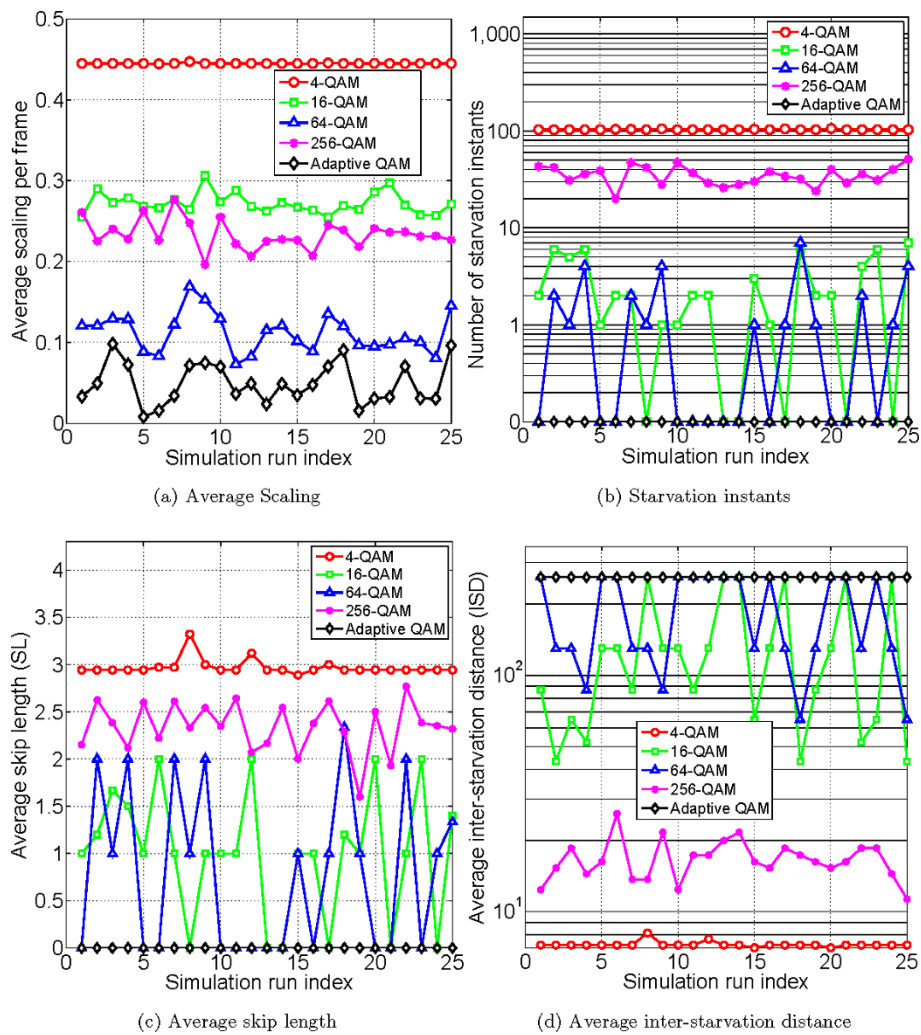 0.5
0.4
0.3
0.2
0.1
0
Average scaling per frame
4-QAM
16-QAM
64-QAM
256-QAM
Adaptive QAM
0 5 10 15 20 25
Simulation run index
(a) Average Scaling
1,000
100
10
1
0
Number of starvation instants
4-QAM
16-QAM
64-QAM
256-QAM
Adaptive QAM
0 5 10 15 20 25
Simulation run index
(b) Starvation instants
4
3.5
3
2.5
2
1.5
1
0.5
0
Average skip length (SL)
4-QAM
16-QAM
64-QAM
256-QAM
Adaptive QAM
0 5 10 15 20 25
Simulation run index
(c) Average skip length
10²
10¹
Average inter-starvation distance (ISD)
4-QAM
16-QAM
64-QAM
256-QAM
Adaptive QAM
0 5 10 15 20 25
Simulation run index
(d) Average inter-starvation distance